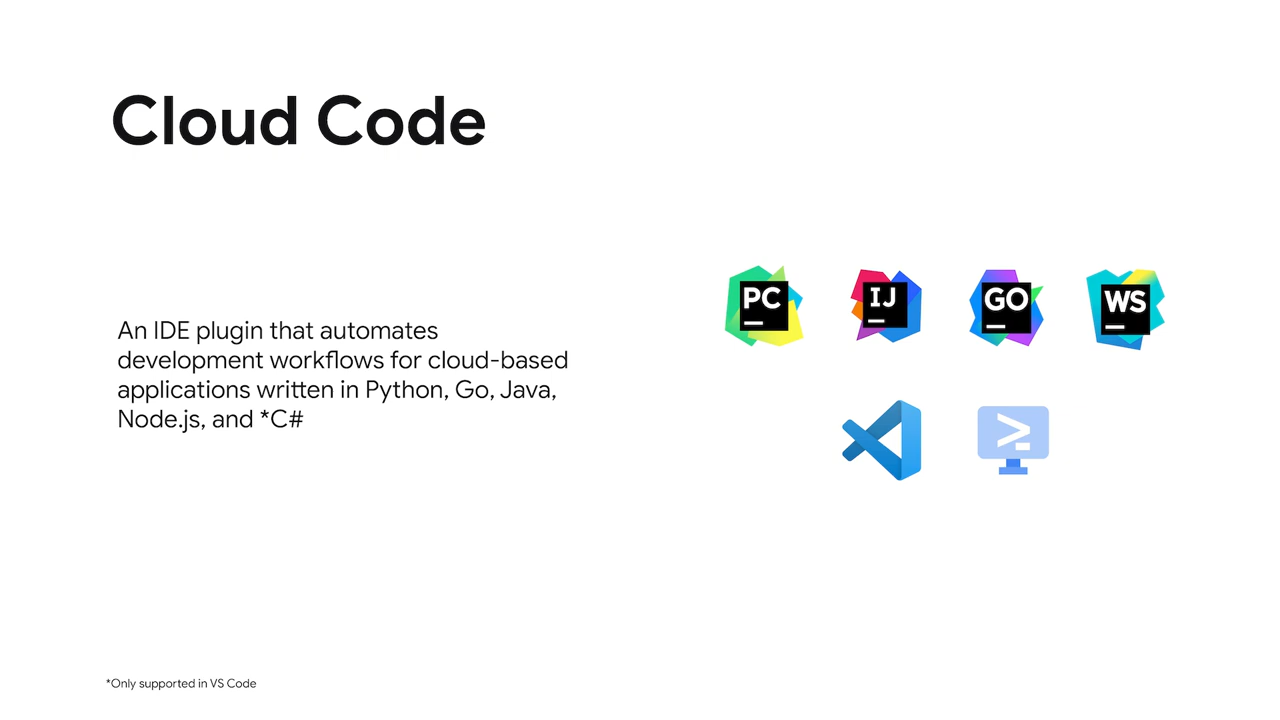 Cloud Code
An IDE plugin that automates
development workflows for cloud-based
applications written in Python, Go, Java,
Node.js, and *C#
PC
IJ
GO
WS
*Only supported in VS Code